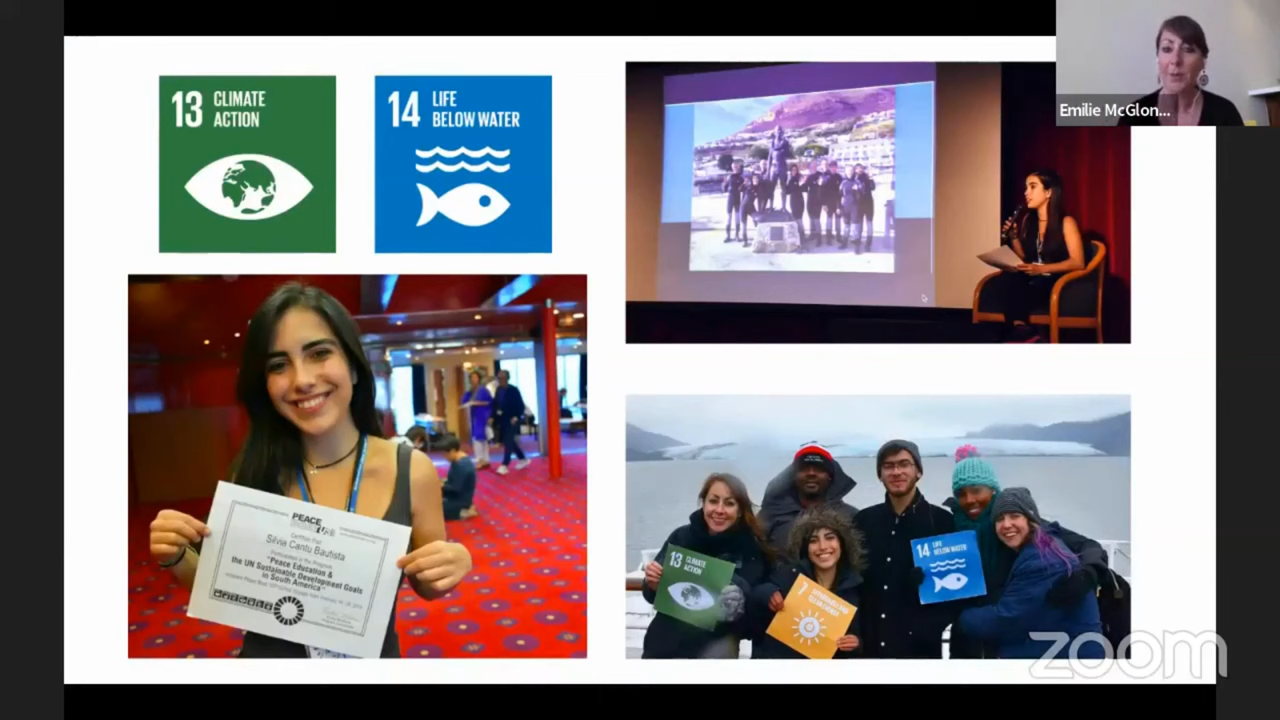 13 CLIMATE
ACTION
14 LIFE
BELOW WATER
Emilie McGlon...
PEACE
Silvia Cantu Bautista
"Peace Education &
the UN Sustainable Development Goals
in South America"
13 CLIMATE
ACTION
7
14 LIFE
BELOW WATER
zoom